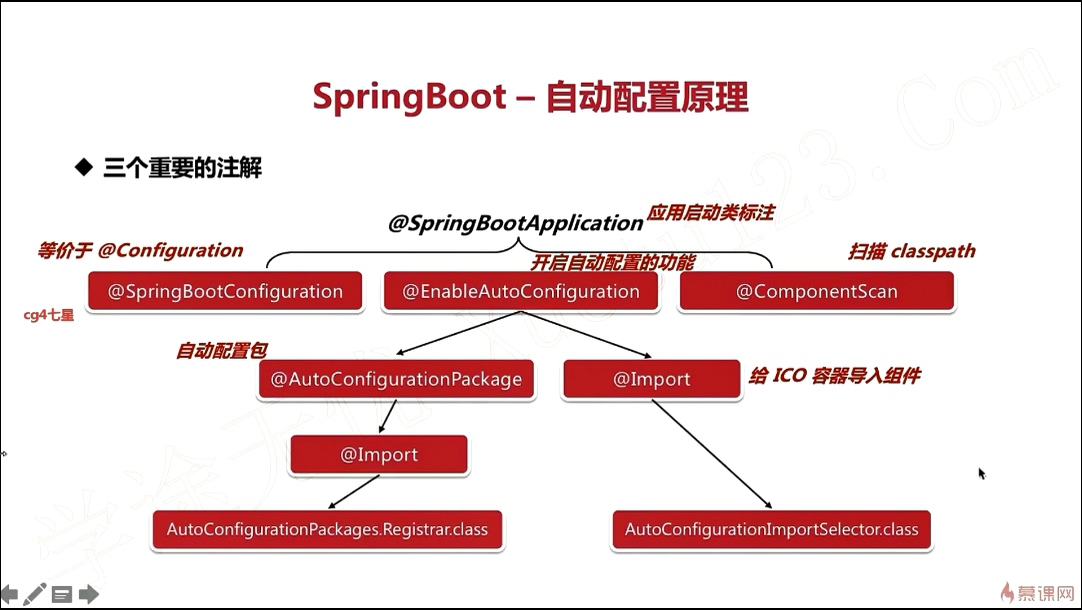 SpringBoot – 自动配置原理
◆ 三个重要的注解
@SpringBootApplication 应用启动类标注
等价于 @Configuration
开启自动配置的功能
扫描 classpath
@SpringBootConfiguration
@EnableAutoConfiguration
@ComponentScan
cg4七星
自动配置包
@AutoConfigurationPackage
@Import
给 ICO 容器导入组件
@Import
AutoConfigurationPackages.Registrar.class
AutoConfigurationImportSelector.class
慕课网